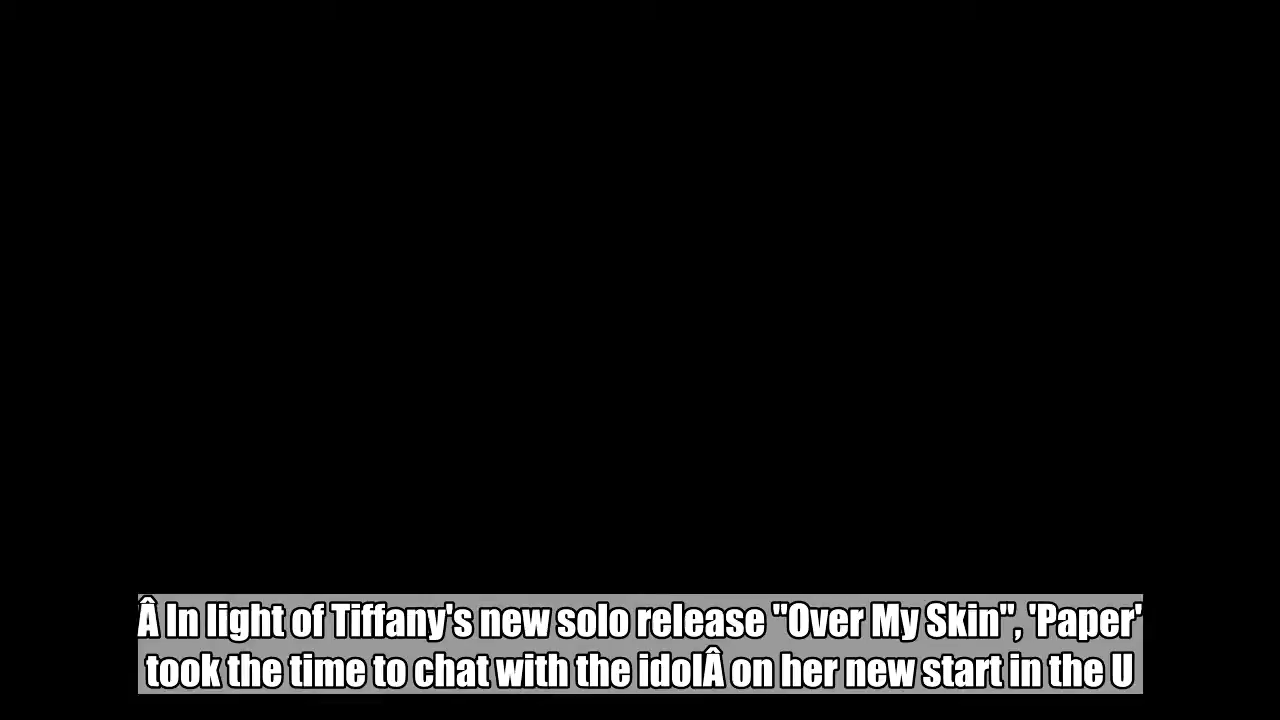 Â In light of Tiffany's new solo release "Over My Skin", 'Paper'
took the time to chat with the idolÂ on her new start in the U